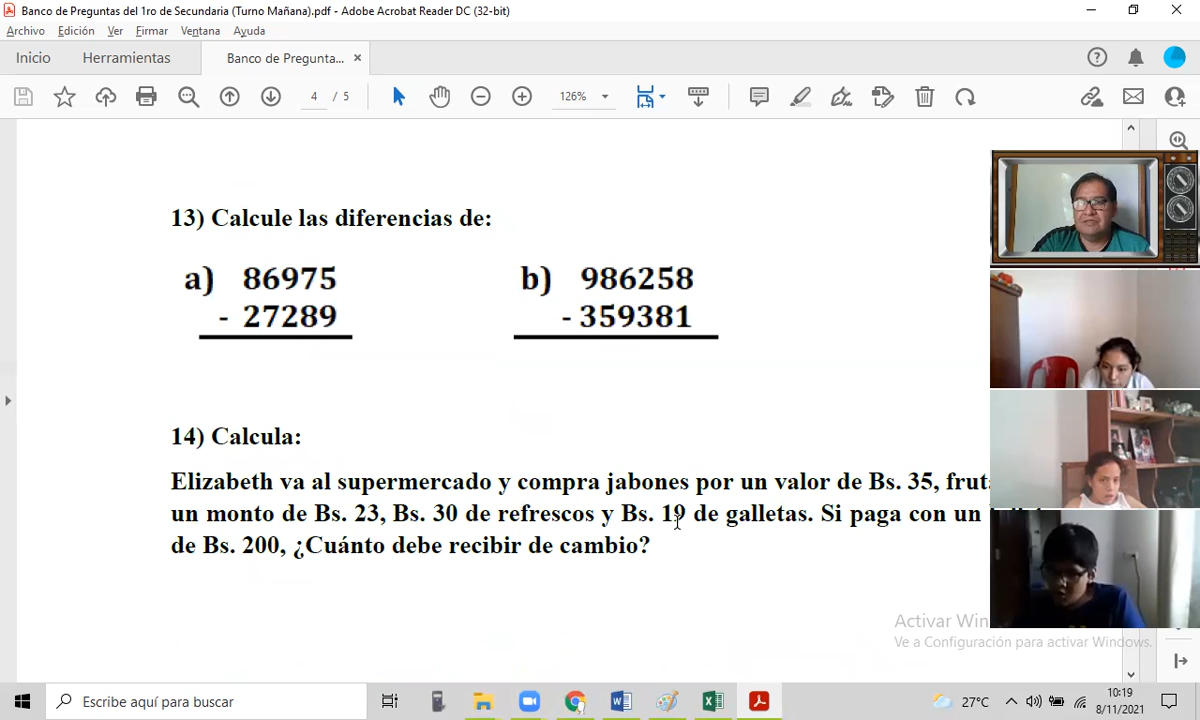 Banco de Preguntas del 1ro de Secundaria (Turno Mañana).pdf - Adobe Acrobat Reader DC (32-bit)
Archivo Edición Ver Firmar Ventana Ayuda
Inicio Herramientas Banco de Pregunta... ×
4 / 5 126%
13) Calcule las diferencias de:
a) 86975 b) 986258
- 27289 - 359381
14) Calcula:
Elizabeth va al supermercado y compra jabones por un valor de Bs. 35,
un monto de Bs. 23, Bs. 30 de refrescos y Bs. 19 de galletas. Si paga con un
de Bs. 200, ¿Cuánto debe recibir de cambio?
Activar
Ve a Configuración para activar Windows.
Escribe aquí para buscar
27°C
10:19
8/11/2021